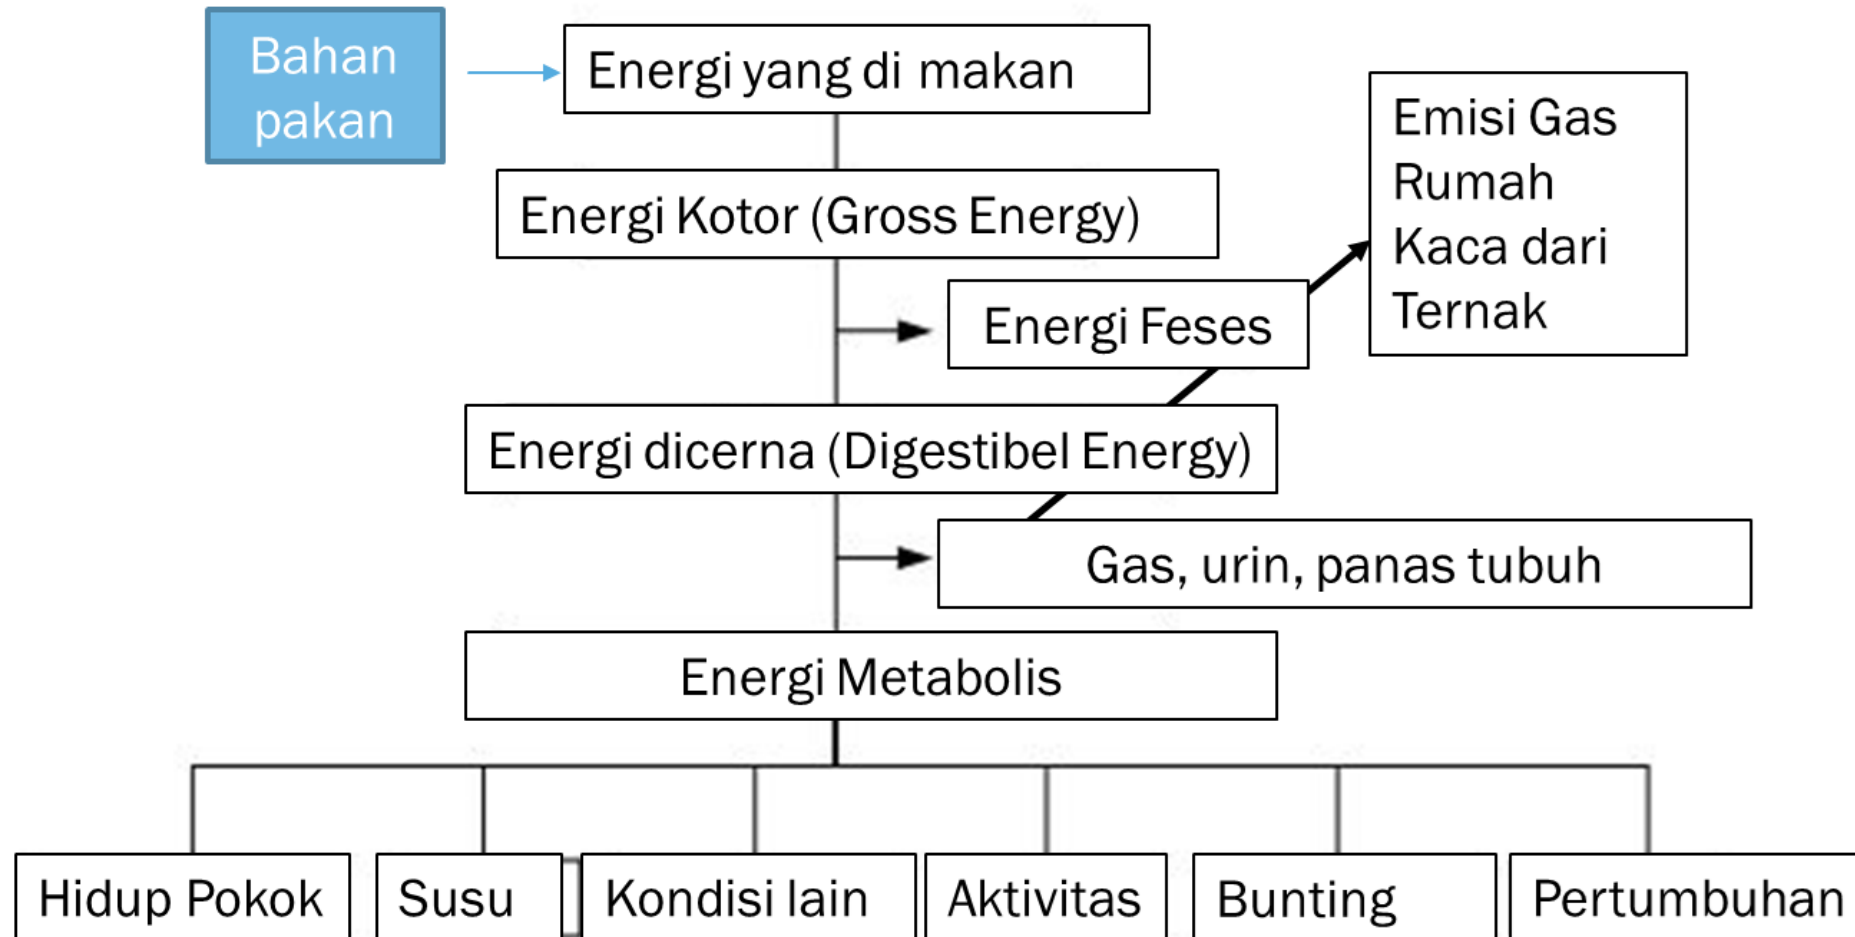 Bahan
pakan
Energi yang di makan
Emisi Gas
Rumah
Kaca dari
Ternak
Energi Kotor (Gross Energy)
Energi Feses
Energi dicerna (Digestibel Energy)
Gas, urin, panas tubuh
Energi Metabolis
Hidup Pokok
Susu
Kondisi lain
Aktivitas
Bunting
Pertumbuhan